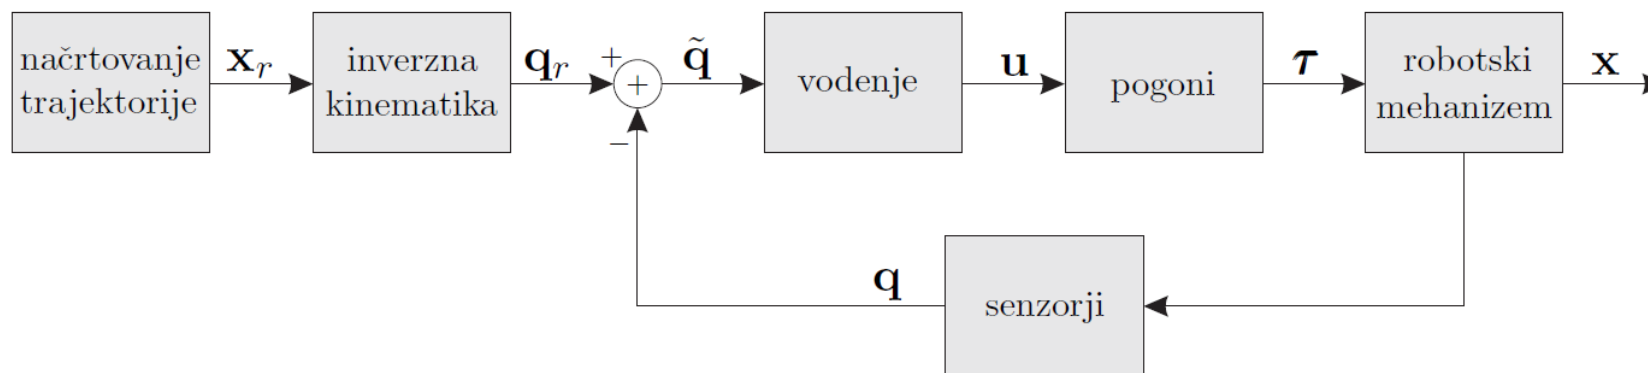 načrtovanje
trajektorije
x_r
inverzna
kinematika
q_r
+
+
−
q̃
vodenje
u
pogoni
τ
robotski
mehanizem
x
q
senzorji